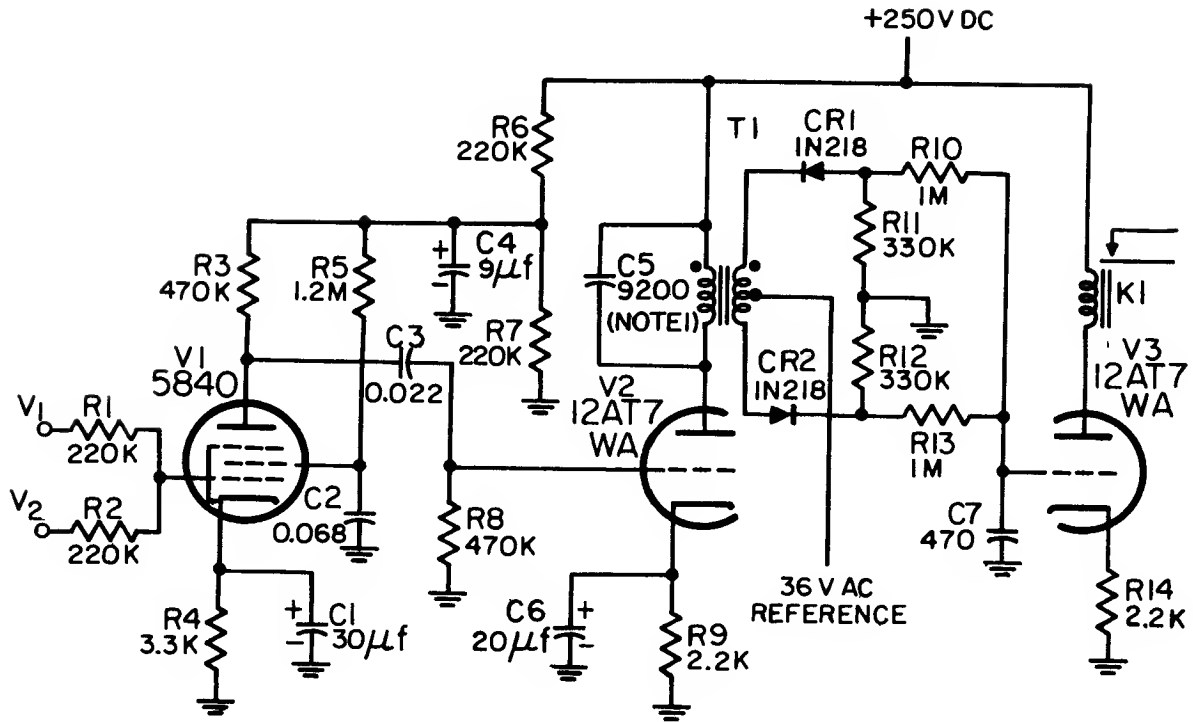 +250V DC
R6
220K
T1
CR1
1N218
R10
1M
R11
330K
R3
470K
R5
1.2M
+
C4
9μf
-
C5
9200
(NOTE1)
K1
R7
220K
C3
0.022
V1
5840
V2
12AT7
WA
CR2
1N218
R12
330K
V3
12AT7
WA
V1
R1
220K
R13
1M
V2
R2
220K
C2
0.068
R8
470K
C7
470
36 V AC
REFERENCE
R4
3.3K
+
C1
30μf
-
C6
20μf
+
-
R9
2.2K
R14
2.2K